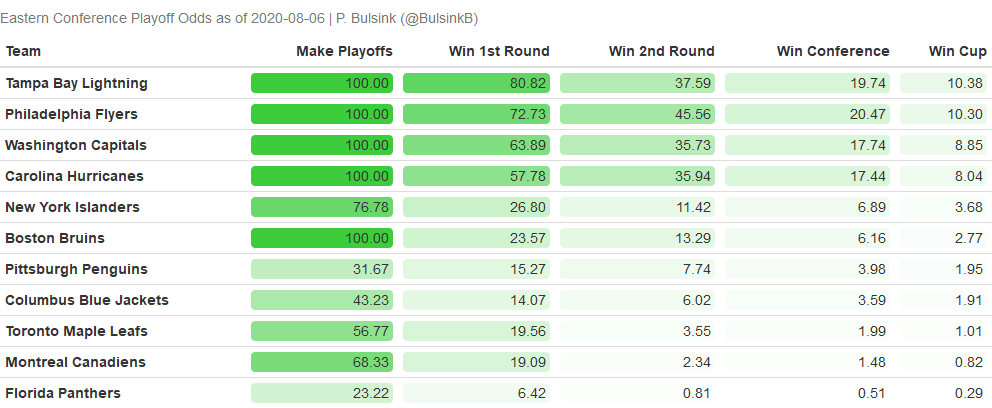 Eastern Conference Playoff Odds as of 2020-08-06 | P. Bulsink (@BulsinkB)
Team Make Playoffs Win 1st Round Win 2nd Round Win Conference Win Cup
Tampa Bay Lightning 100.00 80.82 37.59 19.74 10.38
Philadelphia Flyers 100.00 72.73 45.56 20.47 10.30
Washington Capitals 100.00 63.89 35.73 17.74 8.85
Carolina Hurricanes 100.00 57.78 35.94 17.44 8.04
New York Islanders 76.78 26.80 11.42 6.89 3.68
Boston Bruins 100.00 23.57 13.29 6.16 2.77
Pittsburgh Penguins 31.67 15.27 7.74 3.98 1.95
Columbus Blue Jackets 43.23 14.07 6.02 3.59 1.91
Toronto Maple Leafs 56.77 19.56 3.55 1.99 1.01
Montreal Canadiens 68.33 19.09 2.34 1.48 0.82
Florida Panthers 23.22 6.42 0.81 0.51 0.29